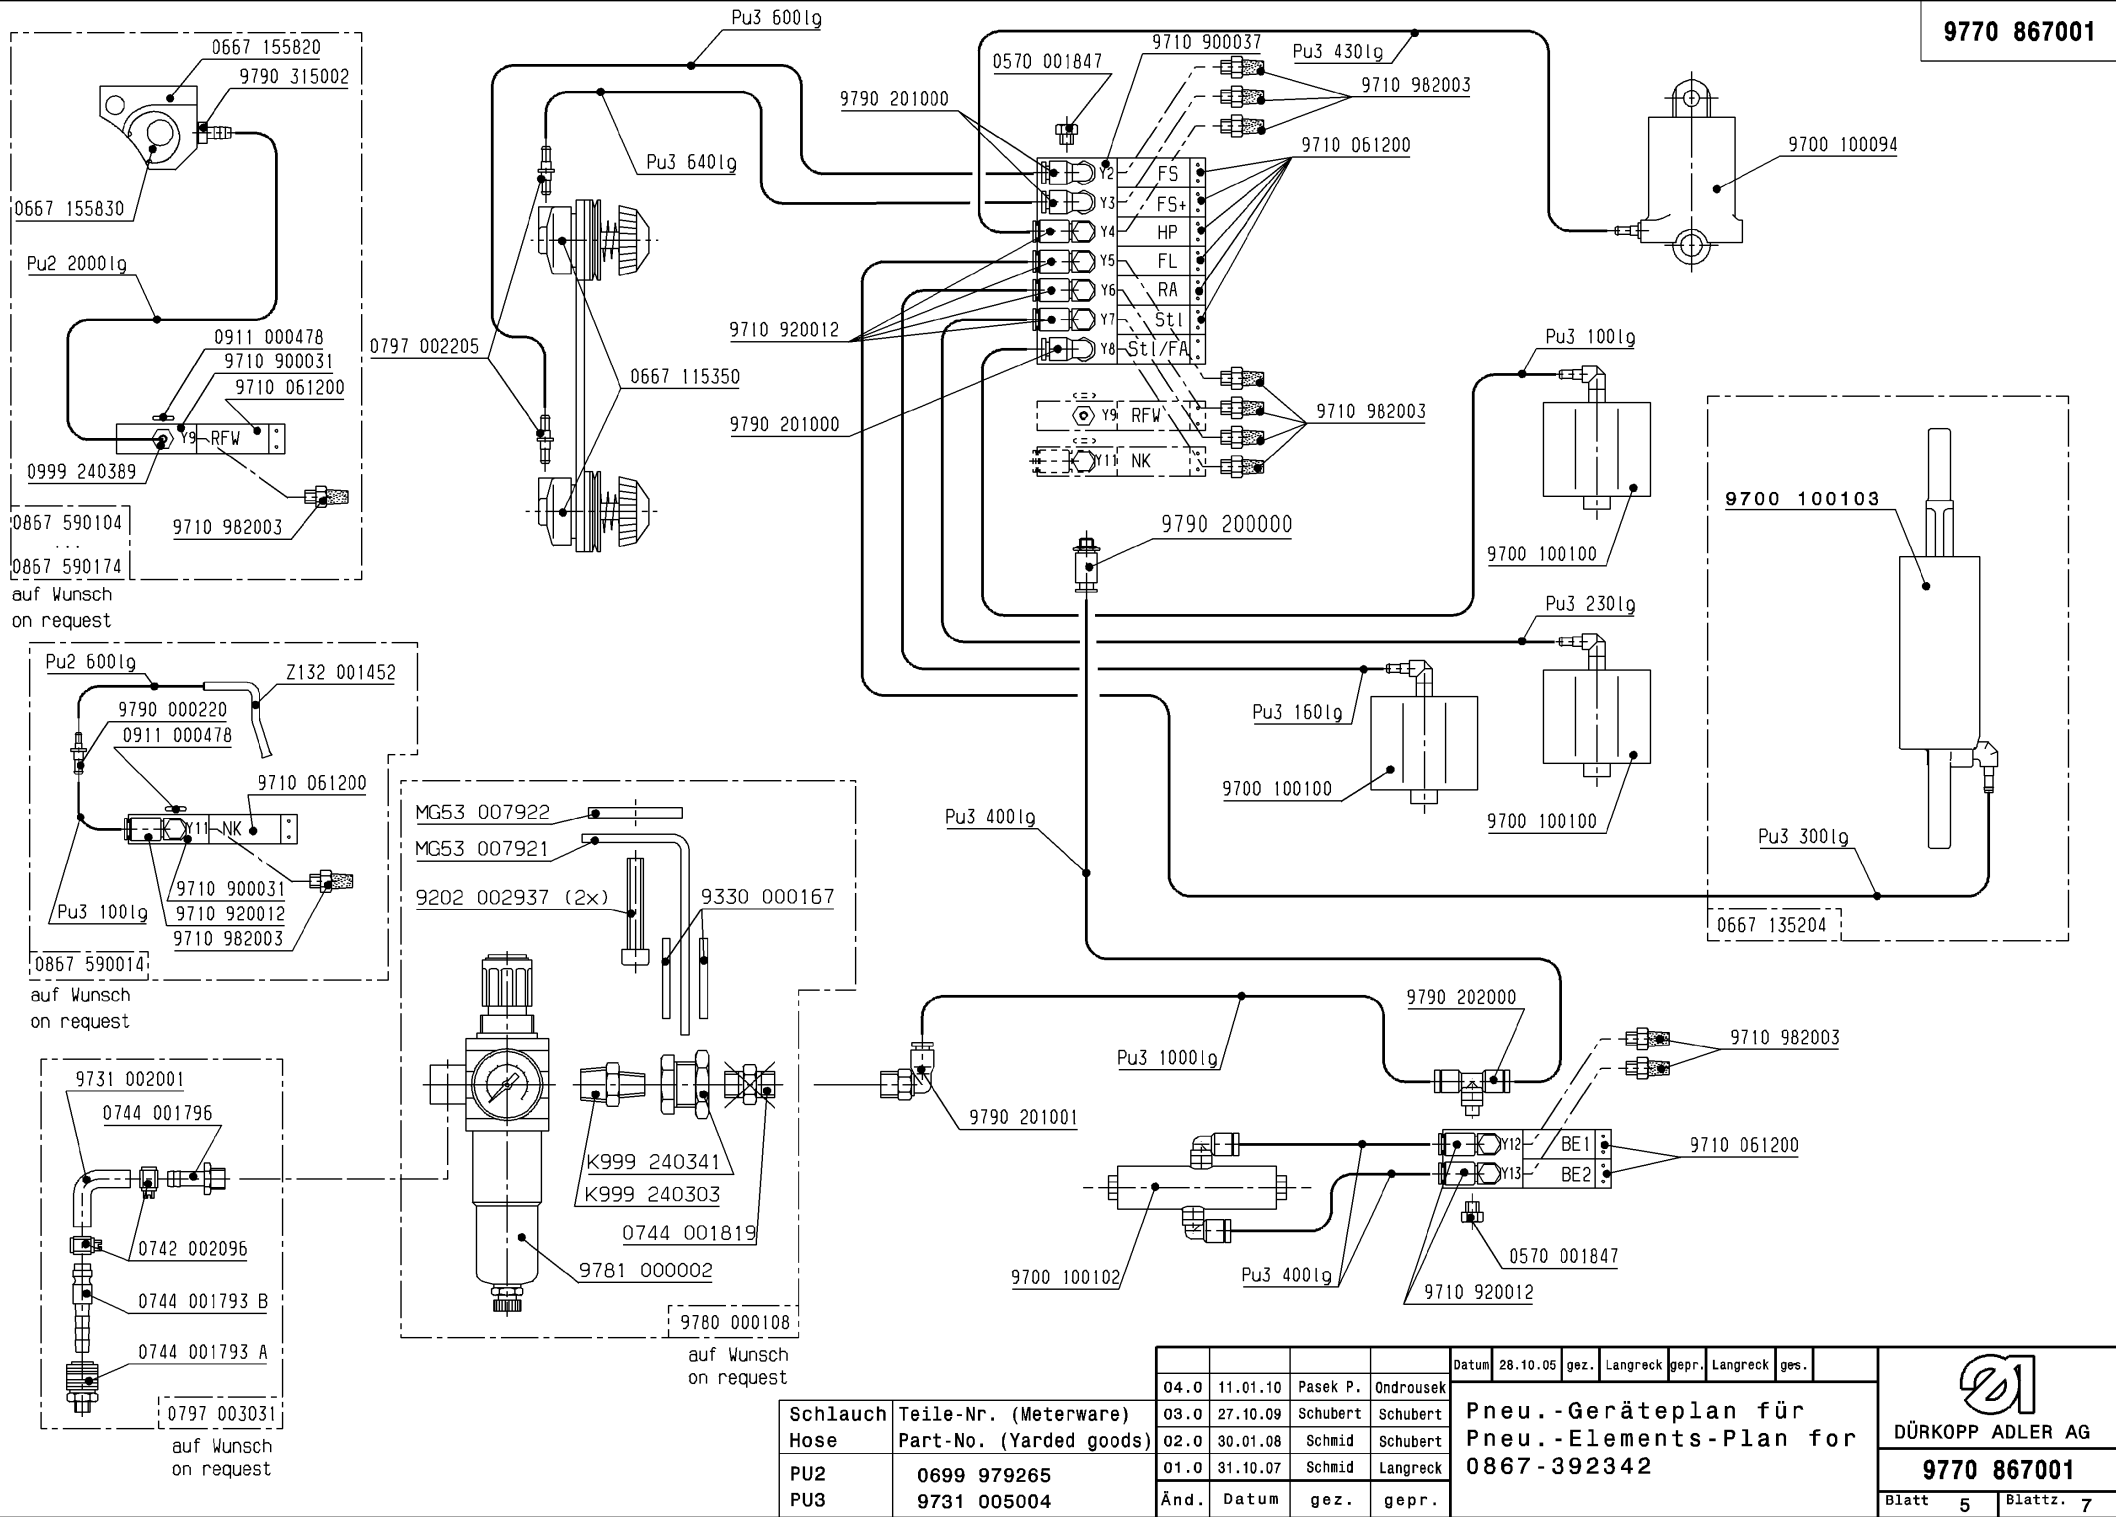 9770 867001
Pu3 600lg
0667 155820
9790 315002
0667 155830
Pu2 2000lg
0911 000478
9710 900031
9710 061200
Y9
RFW
0999 240389
9710 982003
0867 590104
...
0867 590174
auf Wunsch
on request
Pu3 640lg
0797 002205
0667 115350
9790 201000
0570 001847
9710 900037
Pu3 430lg
9710 982003
9710 061200
9700 100094
Y2 FS
Y3 FS+
Y4 HP
Y5 FL
Y6 RA
Y7 Stl
Y8 Stl/FA
Y9 RFW
Y11 NK
9710 920012
9790 201000
9710 982003
9790 200000
Pu3 100lg
9700 100100
Pu3 230lg
9700 100100
Pu3 160lg
9700 100100
9700 100103
Pu3 300lg
0667 135204
Pu2 600lg
Z132 001452
9790 000220
0911 000478
9710 061200
Y11 NK
9710 900031
Pu3 100lg
9710 920012
9710 982003
0867 590014
auf Wunsch
on request
MG53 007922
MG53 007921
9202 002937 (2x)
9330 000167
K999 240341
K999 240303
0744 001819
9781 000002
9780 000108
auf Wunsch
on request
9731 002001
0744 001796
0742 002096
0744 001793 B
0744 001793 A
0797 003031
auf Wunsch
on request
Pu3 400lg
Pu3 1000lg
9790 202000
9710 982003
9790 201001
Y12 BE1
Y13 BE2
9710 061200
0570 001847
9700 100102
Pu3 400lg
9710 920012
Schlauch Teile-Nr. (Meterware)
Hose Part-No. (Yarded goods)
PU2 0699 979265
PU3 9731 005004
04.0 11.01.10 Pasek P. Ondrousek
03.0 27.10.09 Schubert Schubert
02.0 30.01.08 Schmid Schubert
01.0 31.10.07 Schmid Langreck
Änd. Datum gez. gepr.
Datum 28.10.05 gez. Langreck gepr. Langreck ges.
Pneu.-Geräteplan für
Pneu.-Elements-Plan for
0867-392342
DÜRKOPP ADLER AG
9770 867001
Blatt 5 Blattz. 7